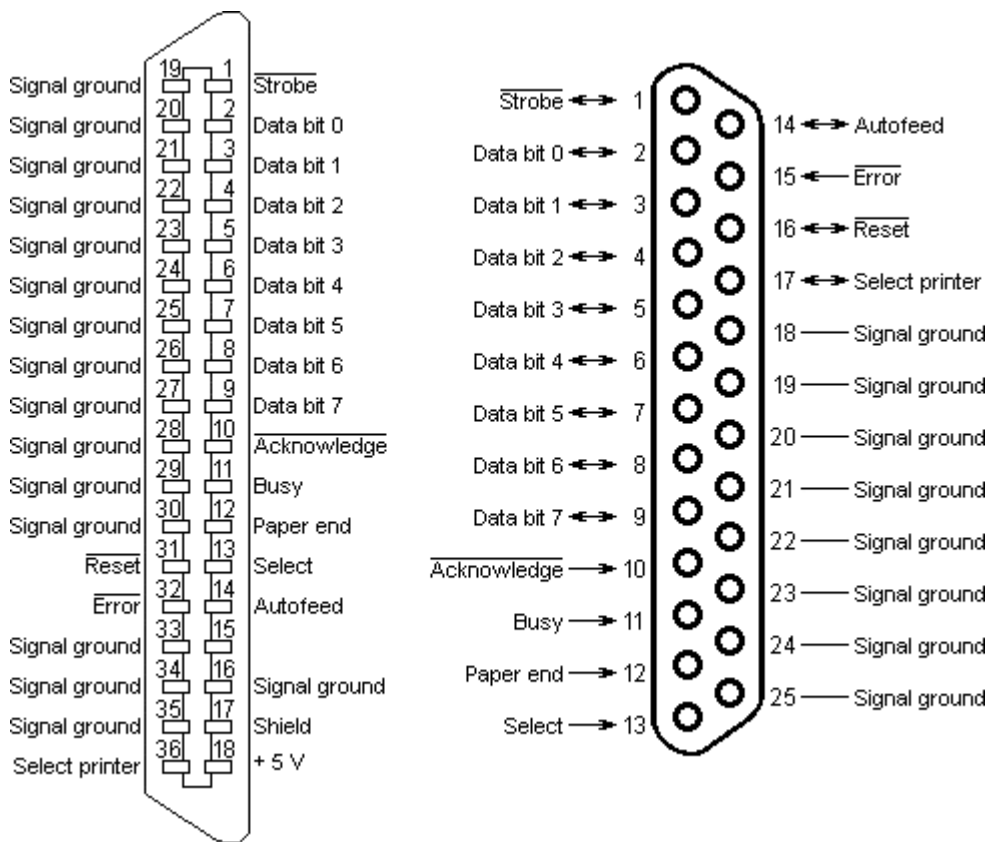 19 1
Signal ground Strobe
20 2
Signal ground Data bit 0
21 3
Signal ground Data bit 1
22 4
Signal ground Data bit 2
23 5
Signal ground Data bit 3
24 6
Signal ground Data bit 4
25 7
Signal ground Data bit 5
26 8
Signal ground Data bit 6
27 9
Signal ground Data bit 7
28 10
Signal ground Acknowledge
29 11
Signal ground Busy
30 12
Signal ground Paper end
31 13
Reset Select
32 14
Error Autofeed
33 15
Signal ground
34 16
Signal ground Signal ground
35 17
Signal ground Shield
36 18
Select printer + 5 V
Strobe 1
Data bit 0 2
Data bit 1 3
Data bit 2 4
Data bit 3 5
Data bit 4 6
Data bit 5 7
Data bit 6 8
Data bit 7 9
Acknowledge 10
Busy 11
Paper end 12
Select 13
14 Autofeed
15 Error
16 Reset
17 Select printer
18 Signal ground
19 Signal ground
20 Signal ground
21 Signal ground
22 Signal ground
23 Signal ground
24 Signal ground
25 Signal ground